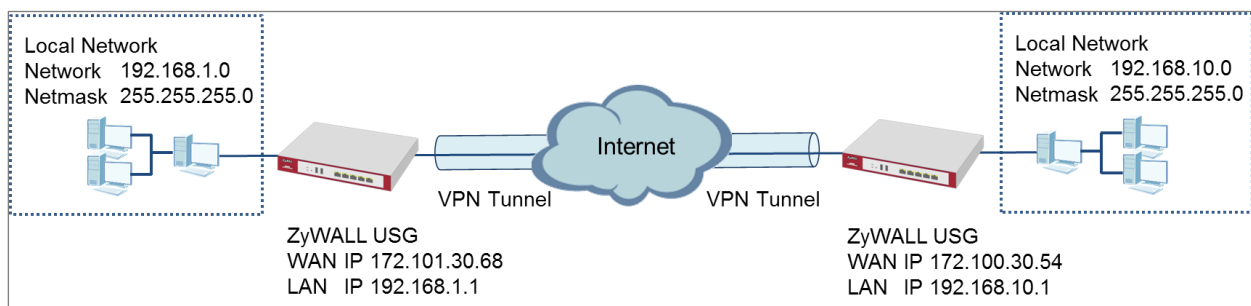 Local Network
Network 192.168.1.0
Netmask 255.255.255.0
Local Network
Network 192.168.10.0
Netmask 255.255.255.0
Internet
VPN Tunnel
VPN Tunnel
ZyWALL USG
WAN IP 172.101.30.68
LAN IP 192.168.1.1
ZyWALL USG
WAN IP 172.100.30.54
LAN IP 192.168.10.1